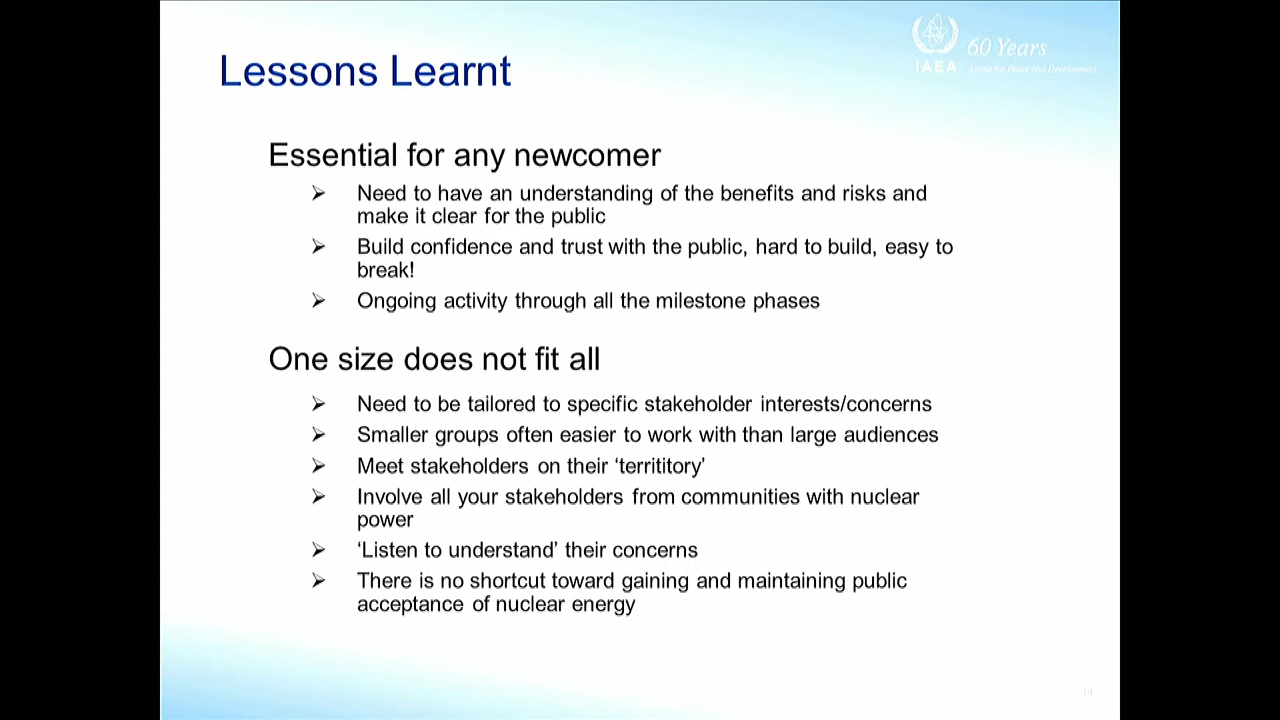 60 Years
IAEA Atoms for Peace and Development
Lessons Learnt
Essential for any newcomer
➢ Need to have an understanding of the benefits and risks and
make it clear for the public
➢ Build confidence and trust with the public, hard to build, easy to
break!
➢ Ongoing activity through all the milestone phases
One size does not fit all
➢ Need to be tailored to specific stakeholder interests/concerns
➢ Smaller groups often easier to work with than large audiences
➢ Meet stakeholders on their ‘territitory’
➢ Involve all your stakeholders from communities with nuclear
power
➢ ‘Listen to understand’ their concerns
➢ There is no shortcut toward gaining and maintaining public
acceptance of nuclear energy
14